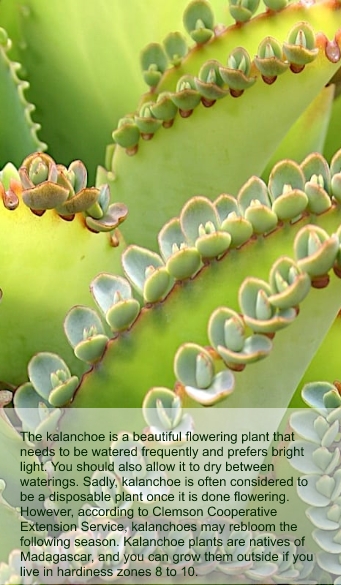 The kalanchoe is a beautiful flowering plant that
needs to be watered frequently and prefers bright
light. You should also allow it to dry between
waterings. Sadly, kalanchoe is often considered to
be a disposable plant once it is done flowering.
However, according to Clemson Cooperative
Extension Service, kalanchoes may rebloom the
following season. Kalanchoe plants are natives of
Madagascar, and you can grow them outside if you
live in hardiness zones 8 to 10.